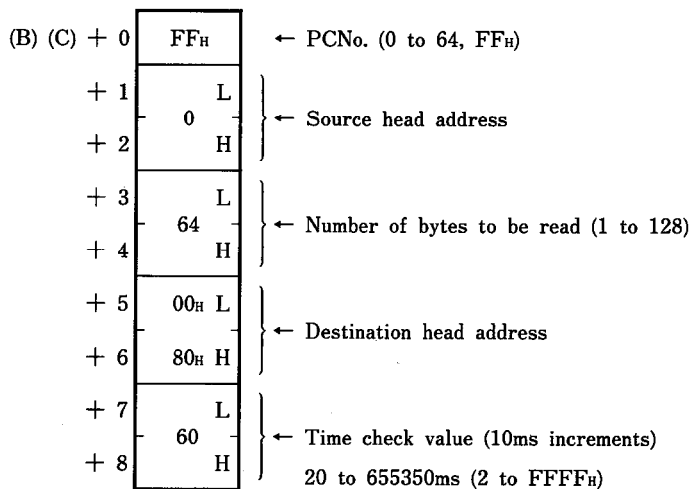 (B) (C) + 0 FFH ← PCNo. (0 to 64, FFH)
+ 1 L
0 ← Source head address
+ 2 H
+ 3 L
64 ← Number of bytes to be read (1 to 128)
+ 4 H
+ 5 00H L
← Destination head address
+ 6 80H H
+ 7 L
60 ← Time check value (10ms increments)
+ 8 H
20 to 655350ms (2 to FFFFH)